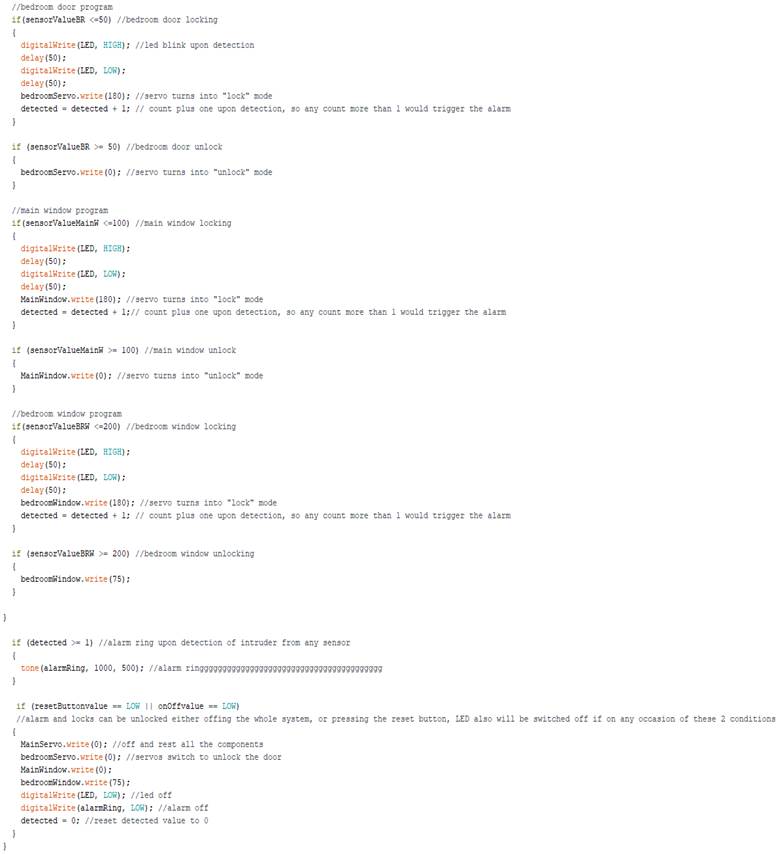 //bedroom door program
if(sensorValueBR <=50) //bedroom door locking
{
digitalWrite(LED, HIGH); //led blink upon detection
delay(50);
digitalWrite(LED, LOW);
delay(50);
bedroomServo.write(180); //servo turns into "lock" mode
detected = detected + 1; // count plus one upon detection, so any count more than 1 would trigger the alarm
}
if (sensorValueBR >= 50) //bedroom door unlock
{
bedroomServo.write(0); //servo turns into "unlock" mode
}
//main window program
if(sensorValueMainW <=100) //main window locking
{
digitalWrite(LED, HIGH);
delay(50);
digitalWrite(LED, LOW);
delay(50);
MainWindow.write(180); //servo turns into "lock" mode
detected = detected + 1;// count plus one upon detection, so any count more than 1 would trigger the alarm
}
if (sensorValueMainW >= 100) //main window unlock
{
MainWindow.write(0); //servo turns into "unlock" mode
}
//bedroom window program
if(sensorValueBRW <=200) //bedroom window locking
{
digitalWrite(LED, HIGH);
delay(50);
digitalWrite(LED, LOW);
delay(50);
bedroomWindow.write(180); //servo turns into "lock" mode
detected = detected + 1; // count plus one upon detection, so any count more than 1 would trigger the alarm
}
if (sensorValueBRW >= 200) //bedroom window unlocking
{
bedroomWindow.write(75);
}
}
if (detected >= 1) //alarm ring upon detection of intruder from any sensor
{
tone(alarmRing, 1000, 500); //alarm ringggggggggggggggggggggggggggggggggggggggggg
}
if (resetButtonvalue == LOW || onOffvalue == LOW)
//alarm and locks can be unlocked either offing the whole system, or pressing the reset button, LED also will be switched off if on any occasion of these 2 conditions
{
MainServo.write(0); //off and rest all the components
bedroomServo.write(0); //servos switch to unlock the door
MainWindow.write(0);
bedroomWindow.write(75);
digitalWrite(LED, LOW); //led off
digitalWrite(alarmRing, LOW); //alarm off
detected = 0; //reset detected value to 0
}
}